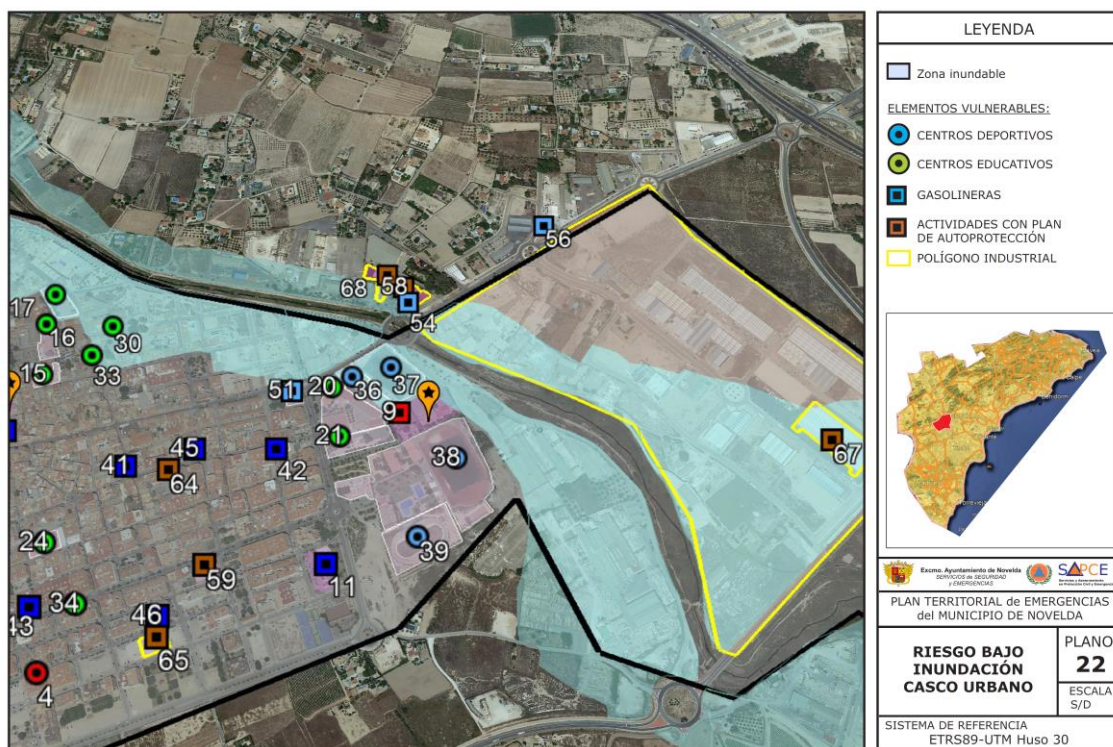 56
68
58
54
17
16
30
33
15
51
20
36
37
9
21
38
67
45
41
64
42
24
39
59
11
34
46
43
65
4
LEYENDA
Zona inundable
ELEMENTOS VULNERABLES:
CENTROS DEPORTIVOS
CENTROS EDUCATIVOS
GASOLINERAS
ACTIVIDADES CON PLAN
DE AUTOPROTECCIÓN
POLÍGONO INDUSTRIAL
Excmo. Ayuntamiento de Novelda
SERVICIOS DE SEGURIDAD
y EMERGENCIAS
SAPCE
PLAN TERRITORIAL de EMERGENCIAS
del MUNICIPIO DE NOVELDA
RIESGO BAJO
INUNDACIÓN
CASCO URBANO
PLANO
22
ESCALA
S/D
SISTEMA DE REFERENCIA
ETRS89-UTM Huso 30